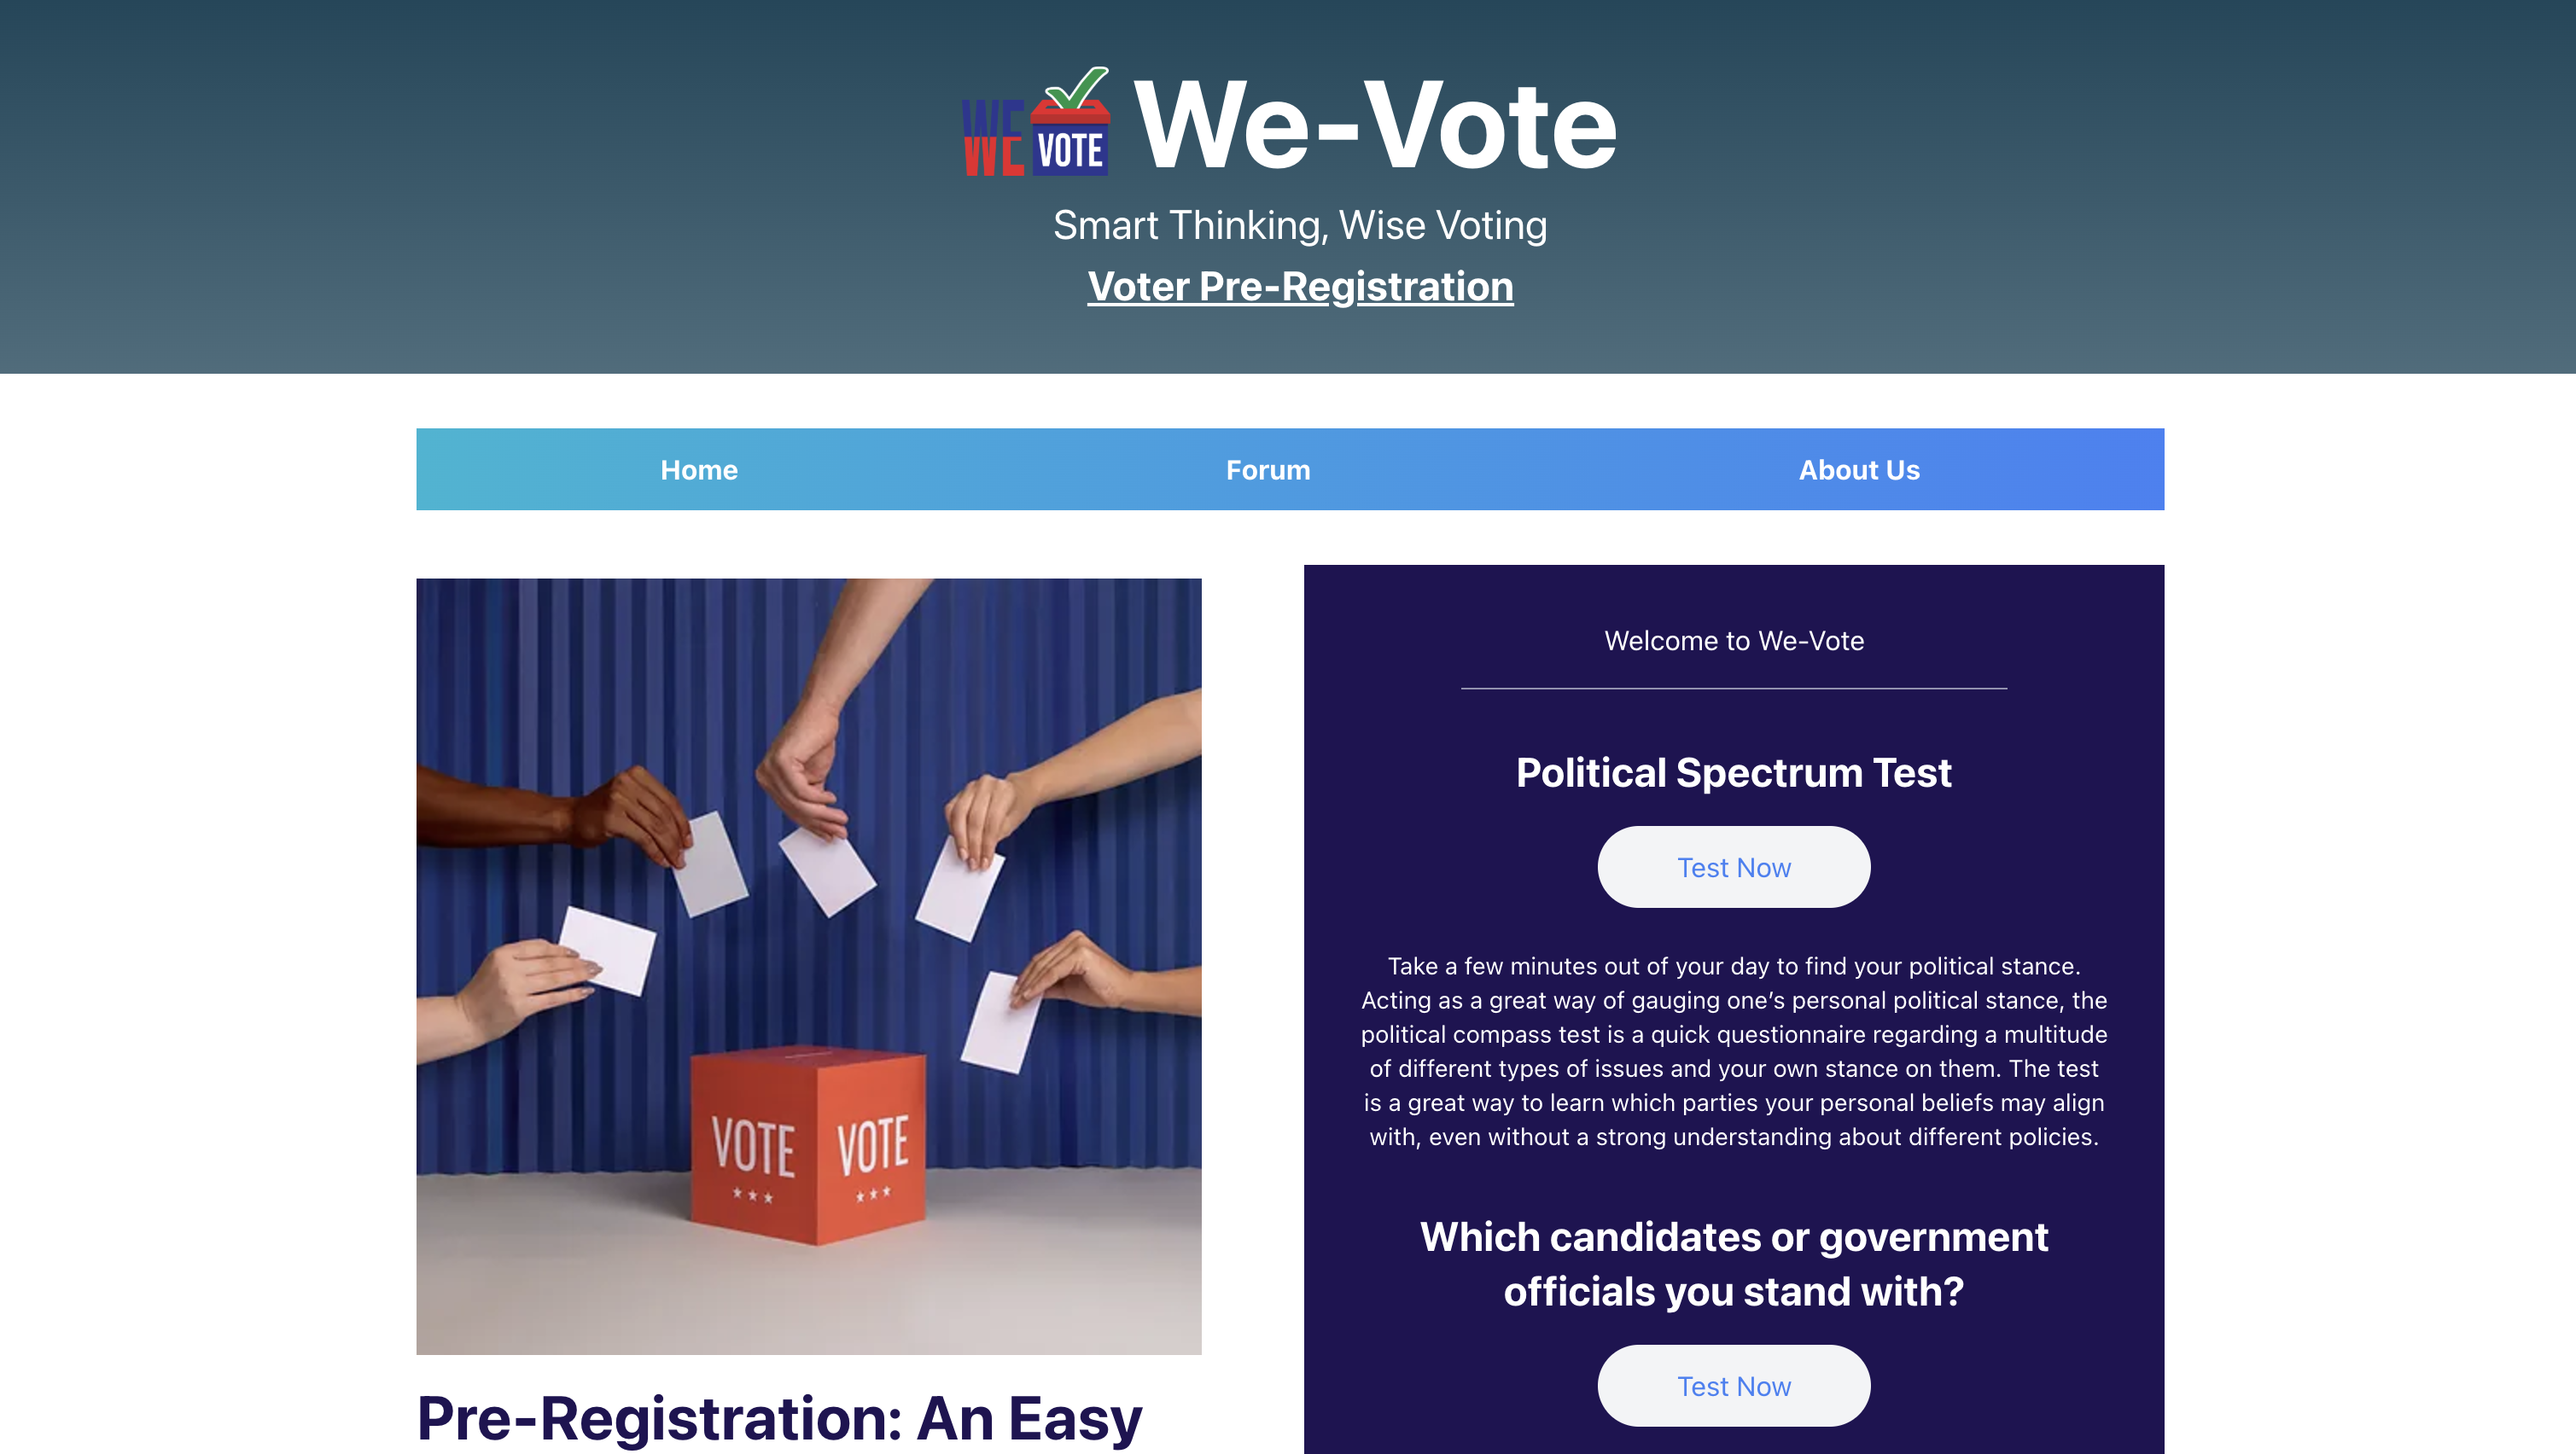 WE
WE
VOTE
We-Vote
Smart Thinking, Wise Voting
Voter Pre-Registration
Home
Forum
About Us
VOTE
VOTE
Pre-Registration: An Easy
Welcome to We-Vote
Political Spectrum Test
Test Now
Take a few minutes out of your day to find your political stance.
Acting as a great way of gauging one’s personal political stance, the
political compass test is a quick questionnaire regarding a multitude
of different types of issues and your own stance on them. The test
is a great way to learn which parties your personal beliefs may align
with, even without a strong understanding about different policies.
Which candidates or government
officials you stand with?
Test Now